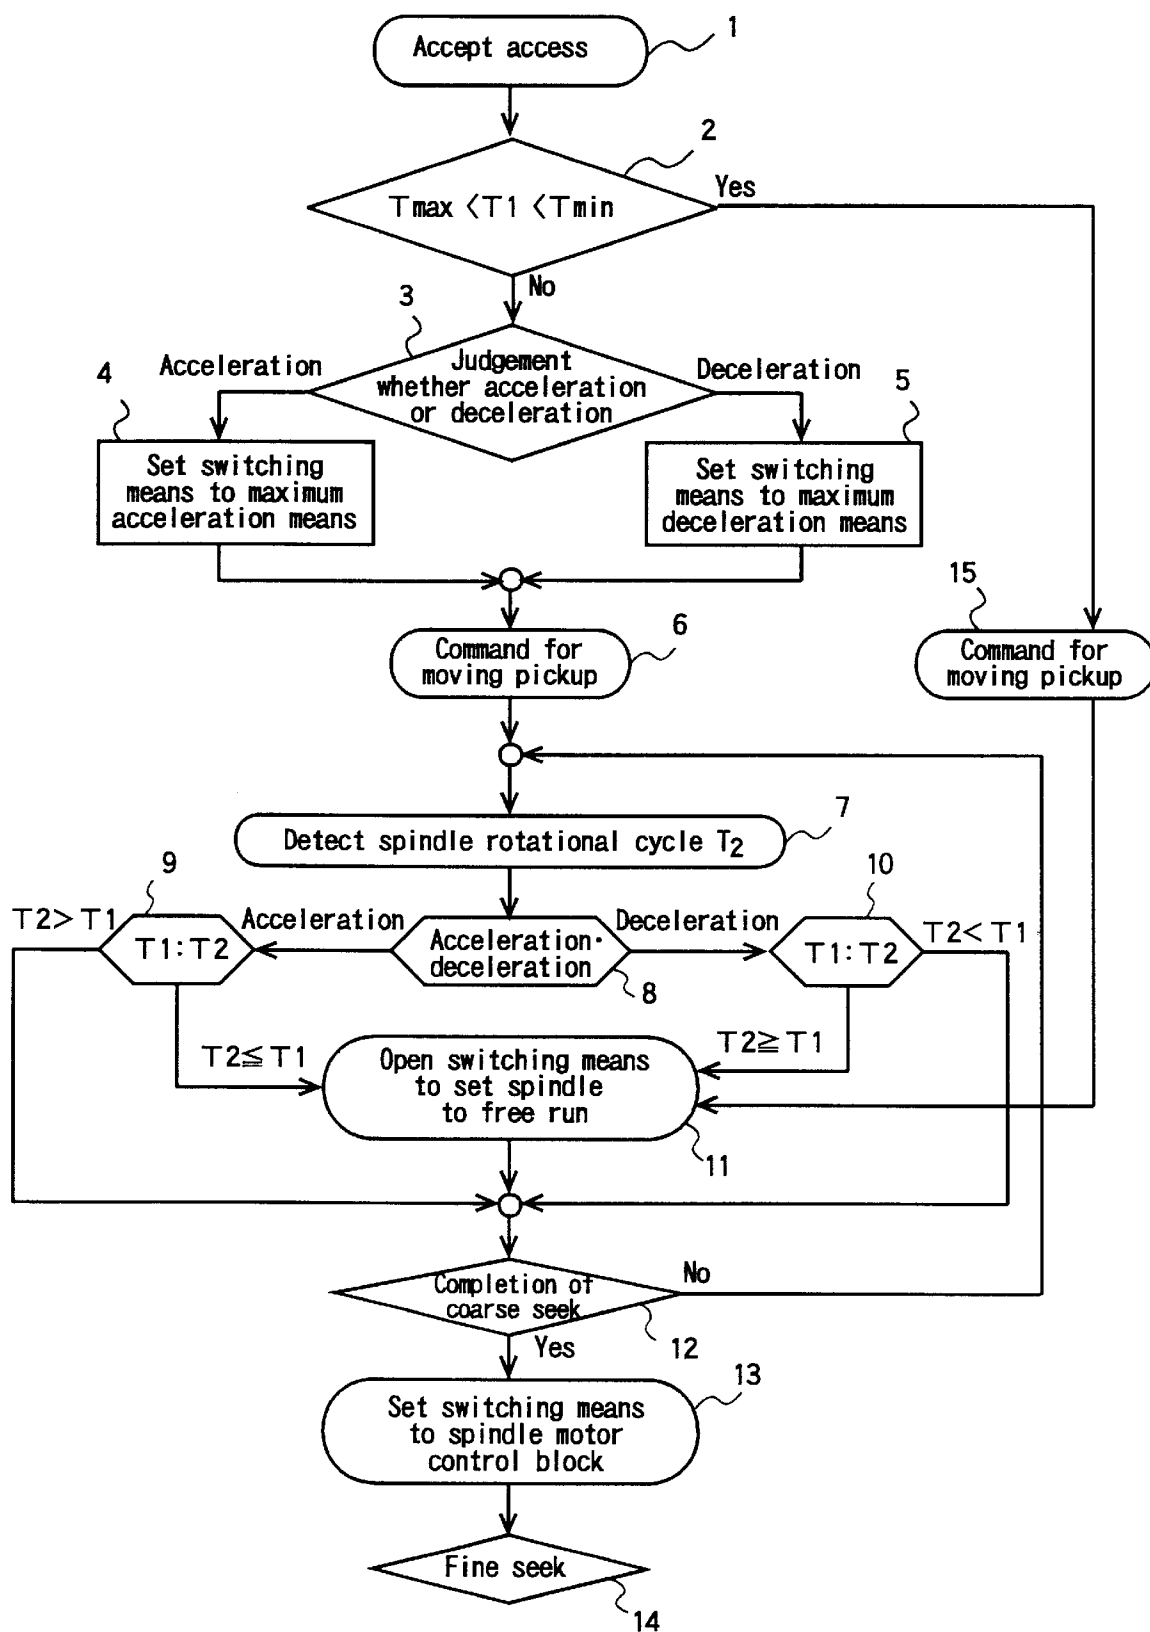 Accept access
1
2
Tmax <T1 <Tmin
Yes
No
3
Judgement
whether acceleration
or deceleration
Acceleration
Deceleration
4
Set switching
means to maximum
acceleration means
5
Set switching
means to maximum
deceleration means
6
Command for
moving pickup
15
Command for
moving pickup
7
Detect spindle rotational cycle T2
9
T2> T1
T1:T2
Acceleration
Acceleration·
deceleration
8
Deceleration
10
T1:T2
T2< T1
T2≦ T1
T2≧ T1
Open switching means
to set spindle
to free run
11
Completion of
coarse seek
No
12
Yes
13
Set switching means
to spindle motor
control block
Fine seek
14